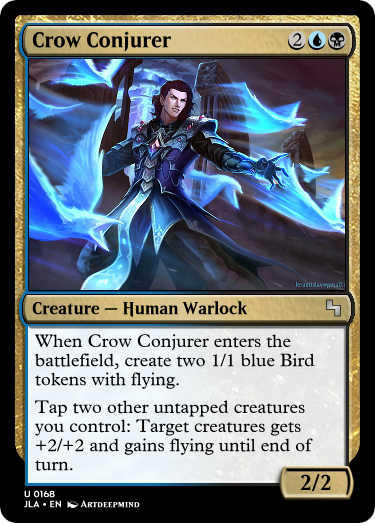 Crow Conjurer 2
Creature — Human Warlock
When Crow Conjurer enters the
battlefield, create two 1/1 blue Bird
tokens with flying.
Tap two other untapped creatures
you control: Target creatures gets
+2/+2 and gains flying until end of
turn.
2/2
U 0168
JLA • EN Artdeepmind